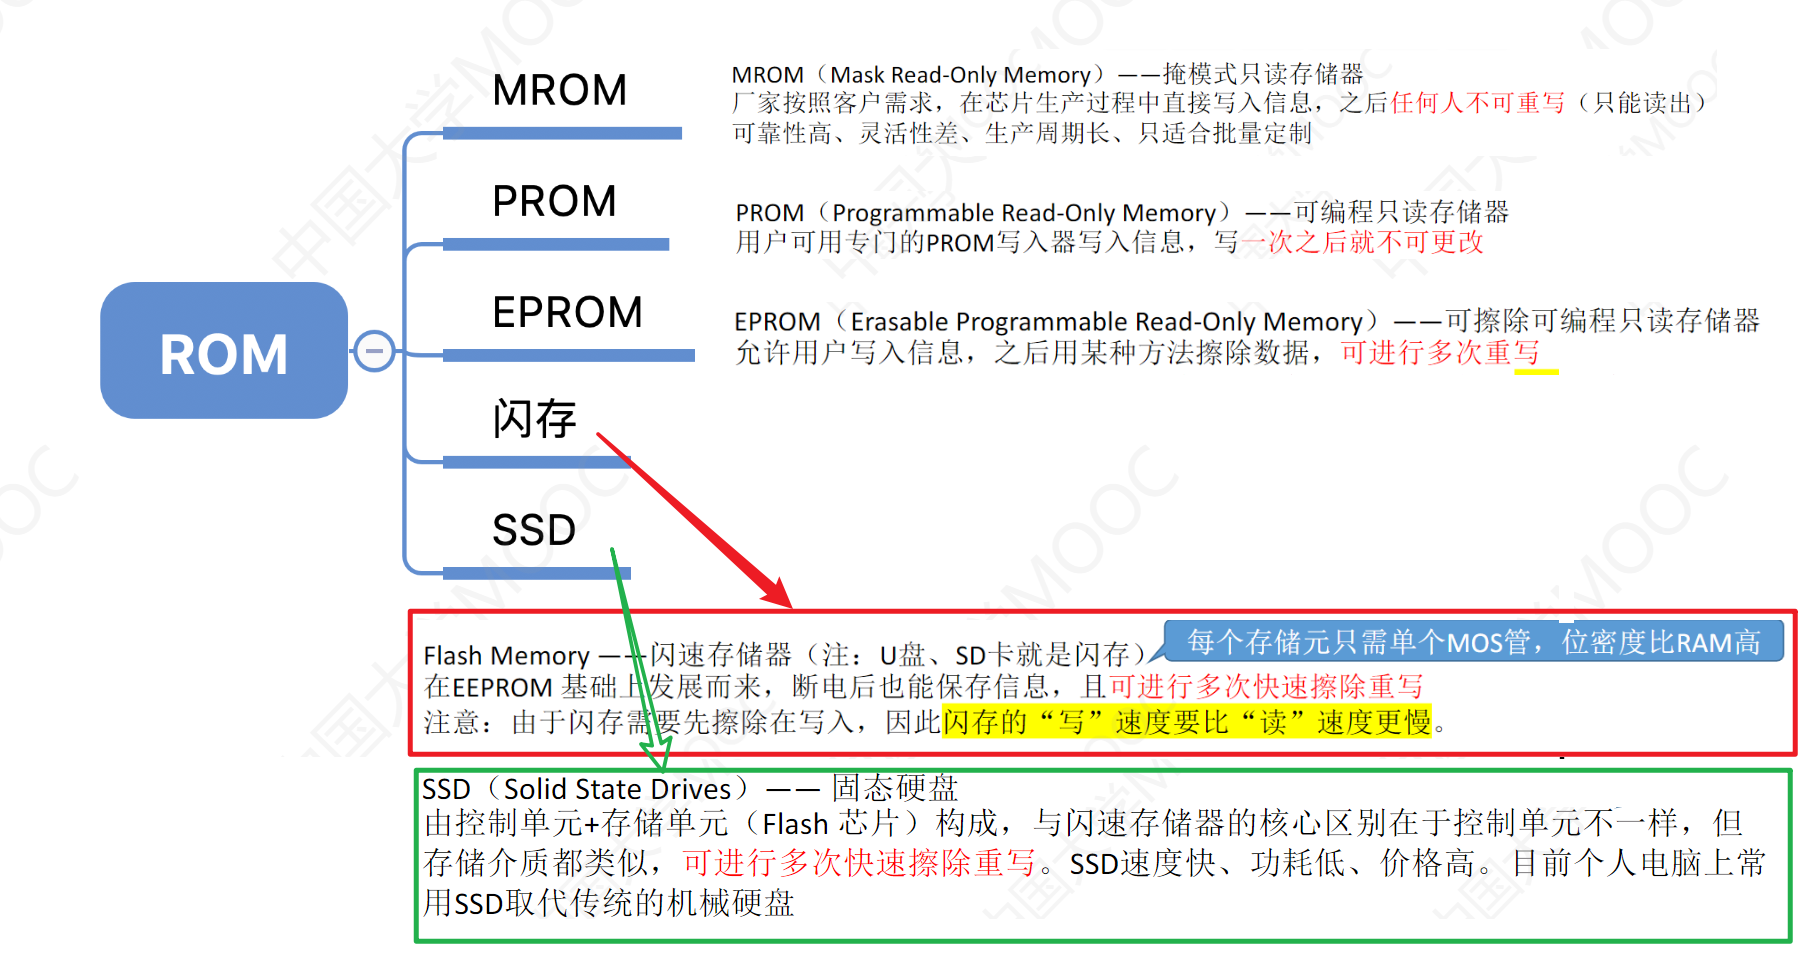 MROM
MROM（Mask Read-Only Memory）——掩模式只读存储器
厂家按照客户需求，在芯片生产过程中直接写入信息，之后任何人不可重写（只能读出）
可靠性高、灵活性差、生产周期长、只适合批量定制
PROM
PROM（Programmable Read-Only Memory）——可编程只读存储器
用户可用专门的PROM写入器写入信息，写一次之后就不可更改
ROM
EPROM
EPROM（Erasable Programmable Read-Only Memory）——可擦除可编程只读存储器
允许用户写入信息，之后用某种方法擦除数据，可进行多次重写
闪存
SSD
每个存储元只需单个MOS管，位密度比RAM高
Flash Memory ——闪速存储器（注：U盘、SD卡就是闪存）
在EEPROM 基础上发展而来，断电后也能保存信息，且可进行多次快速擦除重写
注意：由于闪存需要先擦除在写入，因此闪存的“写”速度要比“读”速度更慢。
SSD（Solid State Drives）—— 固态硬盘
由控制单元+存储单元（Flash 芯片）构成，与闪速存储器的核心区别在于控制单元不一样，但
存储介质都类似，可进行多次快速擦除重写。SSD速度快、功耗低、价格高。目前个人电脑上常
用SSD取代传统的机械硬盘
中国大学MOOC